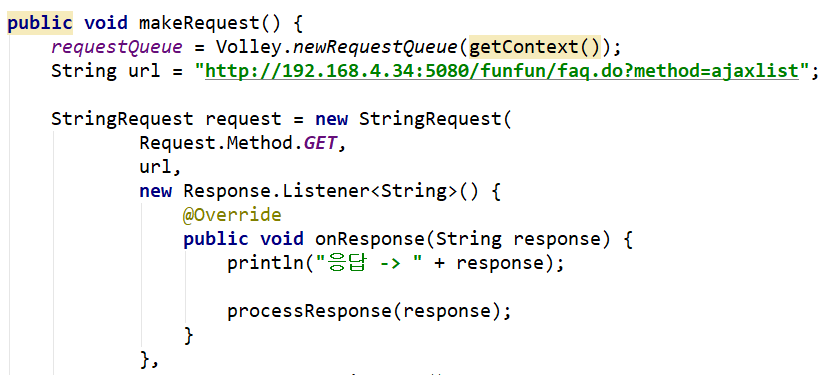 public void makeRequest() {
requestQueue = Volley.newRequestQueue(getContext());
String url = "http://192.168.4.34:5080/funfun/faq.do?method=ajaxlist";
StringRequest request = new StringRequest(
Request.Method.GET,
url,
new Response.Listener<String>() {
@Override
public void onResponse(String response) {
println("응답 -> " + response);
processResponse(response);
}
},